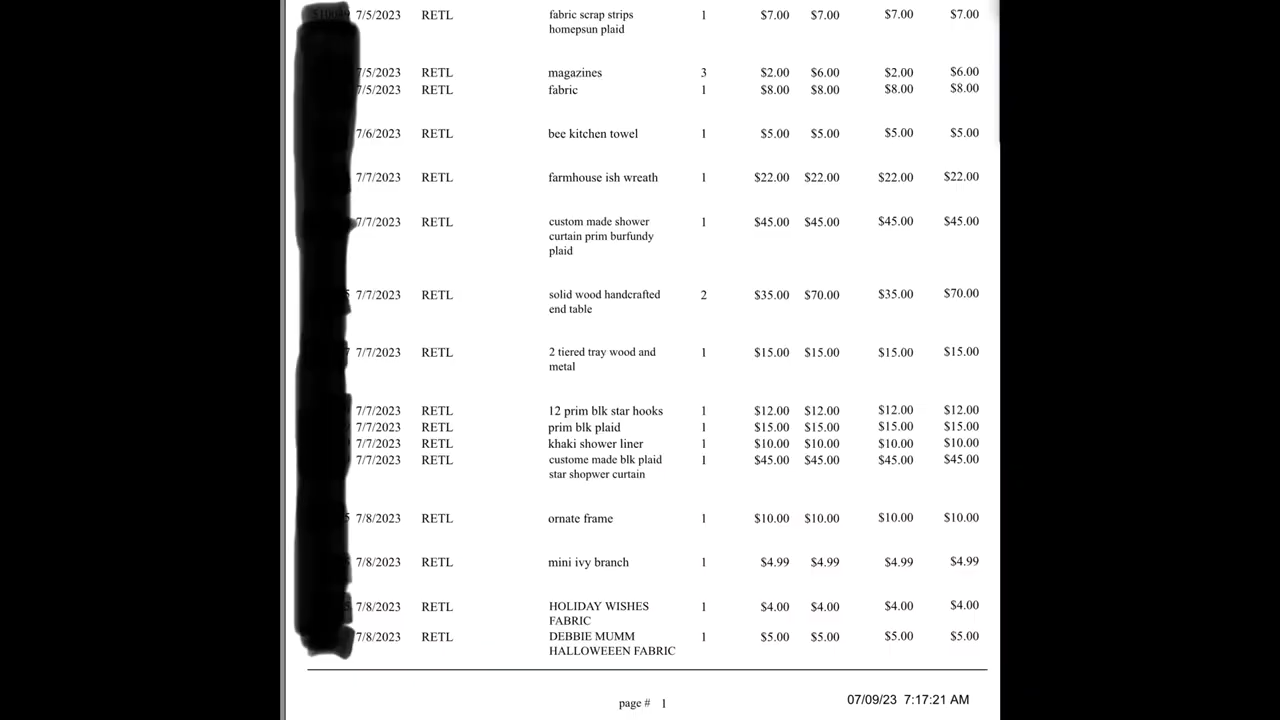 7/5/2023 RETL fabric scrap strips 1 $7.00 $7.00 $7.00 $7.00
homepsun plaid
7/5/2023 RETL magazines 3 $2.00 $6.00 $2.00 $6.00
7/5/2023 RETL fabric 1 $8.00 $8.00 $8.00 $8.00
7/6/2023 RETL bee kitchen towel 1 $5.00 $5.00 $5.00 $5.00
7/7/2023 RETL farmhouse ish wreath 1 $22.00 $22.00 $22.00 $22.00
7/7/2023 RETL custom made shower 1 $45.00 $45.00 $45.00 $45.00
curtain prim burfundy
plaid
7/7/2023 RETL solid wood handcrafted 2 $35.00 $70.00 $35.00 $70.00
end table
7/7/2023 RETL 2 tiered tray wood and 1 $15.00 $15.00 $15.00 $15.00
metal
7/7/2023 RETL 12 prim blk star hooks 1 $12.00 $12.00 $12.00 $12.00
7/7/2023 RETL prim blk plaid 1 $15.00 $15.00 $15.00 $15.00
7/7/2023 RETL khaki shower liner 1 $10.00 $10.00 $10.00 $10.00
7/7/2023 RETL custome made blk plaid 1 $45.00 $45.00 $45.00 $45.00
star shopwer curtain
7/8/2023 RETL ornate frame 1 $10.00 $10.00 $10.00 $10.00
7/8/2023 RETL mini ivy branch 1 $4.99 $4.99 $4.99 $4.99
7/8/2023 RETL HOLIDAY WISHES 1 $4.00 $4.00 $4.00 $4.00
FABRIC
7/8/2023 RETL DEBBIE MUMM 1 $5.00 $5.00 $5.00 $5.00
HALLOWEEEN FABRIC
page # 1 07/09/23 7:17:21 AM